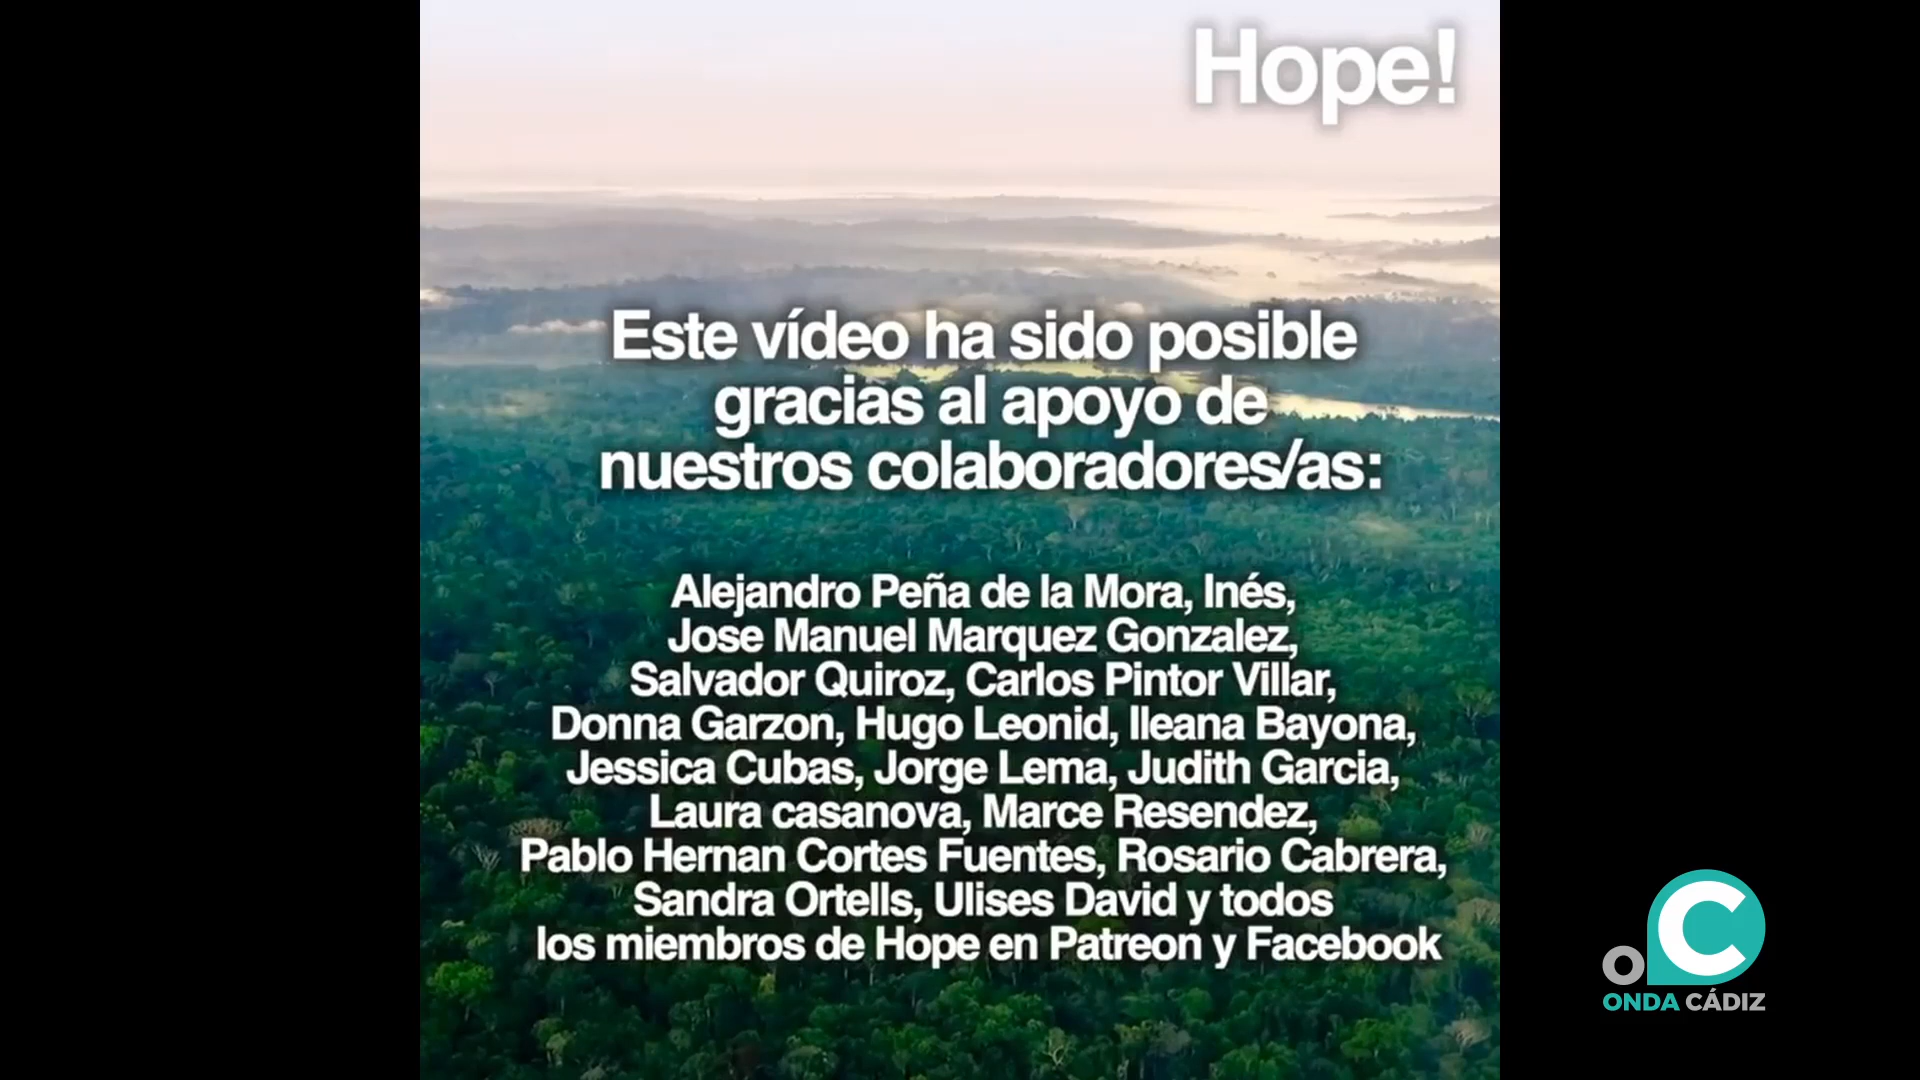 Hope!
Este vídeo ha sido posible
gracias al apoyo de
nuestros colaboradores/as:
Alejandro Peña de la Mora, Inés,
Jose Manuel Marquez Gonzalez,
Salvador Quiroz, Carlos Pintor Villar,
Donna Garzon, Hugo Leonid, Ileana Bayona,
Jessica Cubas, Jorge Lema, Judith Garcia,
Laura casanova, Marce Resendez,
Pablo Hernan Cortes Fuentes, Rosario Cabrera,
Sandra Ortells, Ulises David y todos
los miembros de Hope en Patreon y Facebook
O C
ONDA CÁDIZ